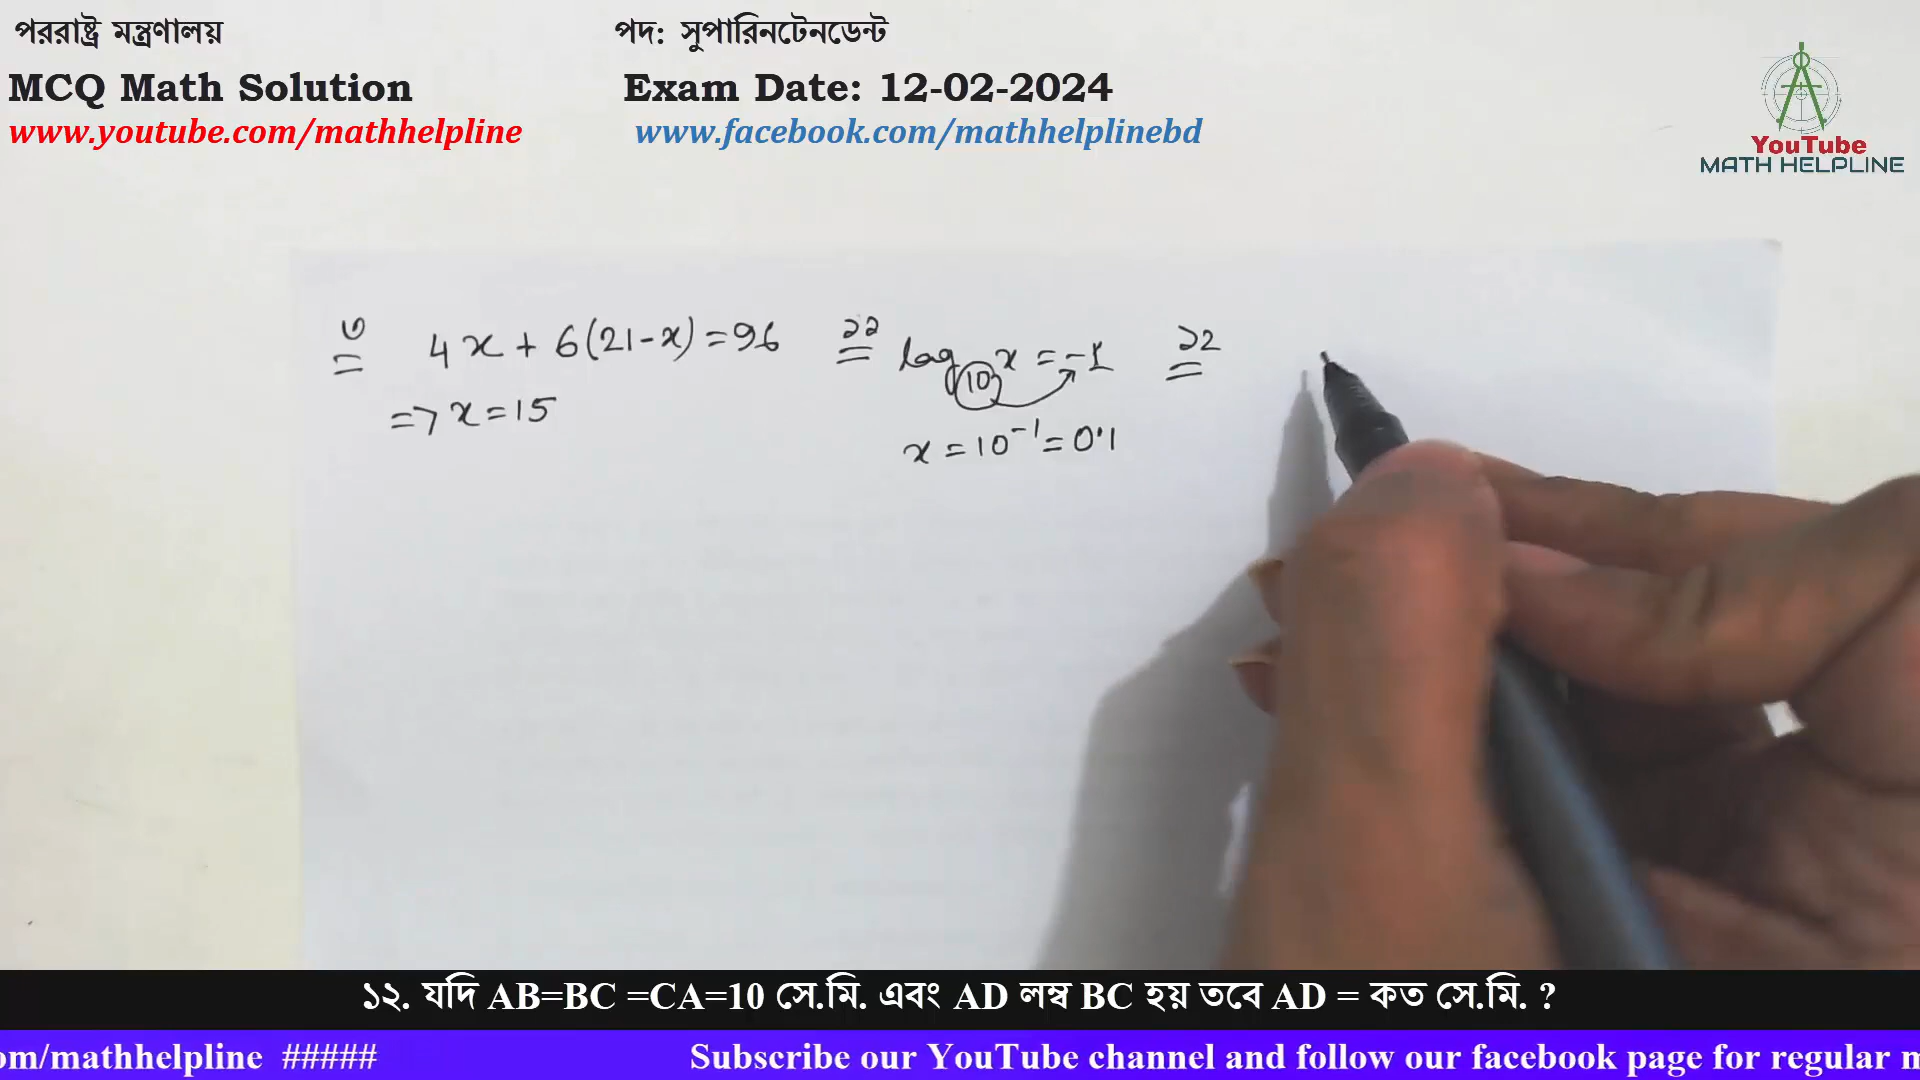 পররাষ্ট্র মন্ত্রণালয়
পদ: সুপারিনটেনডেন্ট
MCQ Math Solution
Exam Date: 12-02-2024
www.youtube.com/mathhelpline
www.facebook.com/mathhelplinebd
YouTube
MATH HELPLINE
৩ 4x + 6(21-x) = 96
=> x = 15
১১ log₁₀x = -1
x = 10⁻¹ = 0.1
১২
১২. যদি AB=BC =CA=10 সে.মি. এবং AD লম্ব BC হয় তবে AD = কত সে.মি. ?
om/mathhelpline #####
Subscribe our YouTube channel and follow our facebook page for regular m